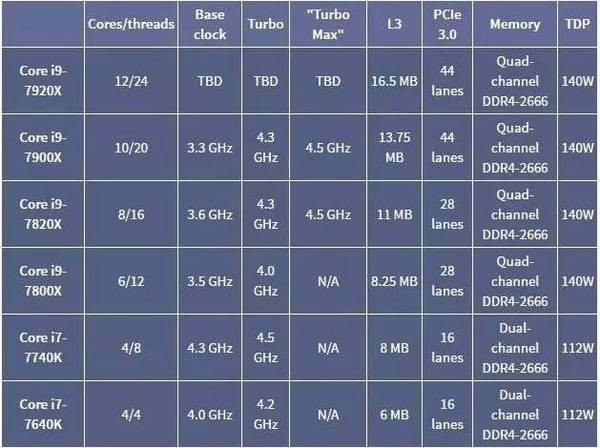 Cores/threads Base clock Turbo "Turbo Max" L3 PCIe 3.0 Memory TDP
Core i9-7920X 12/24 TBD TBD TBD 16.5 MB 44 lanes Quad-channel DDR4-2666 140W
Core i9-7900X 10/20 3.3 GHz 4.3 GHz 4.5 GHz 13.75 MB 44 lanes Quad-channel DDR4-2666 140W
Core i9-7820X 8/16 3.6 GHz 4.3 GHz 4.5 GHz 11 MB 28 lanes Quad-channel DDR4-2666 140W
Core i9-7800X 6/12 3.5 GHz 4.0 GHz N/A 8.25 MB 28 lanes Quad-channel DDR4-2666 140W
Core i7-7740K 4/8 4.3 GHz 4.5 GHz N/A 8 MB 16 lanes Dual-channel DDR4-2666 112W
Core i7-7640K 4/4 4.0 GHz 4.2 GHz N/A 6 MB 16 lanes Dual-channel DDR4-2666 112W